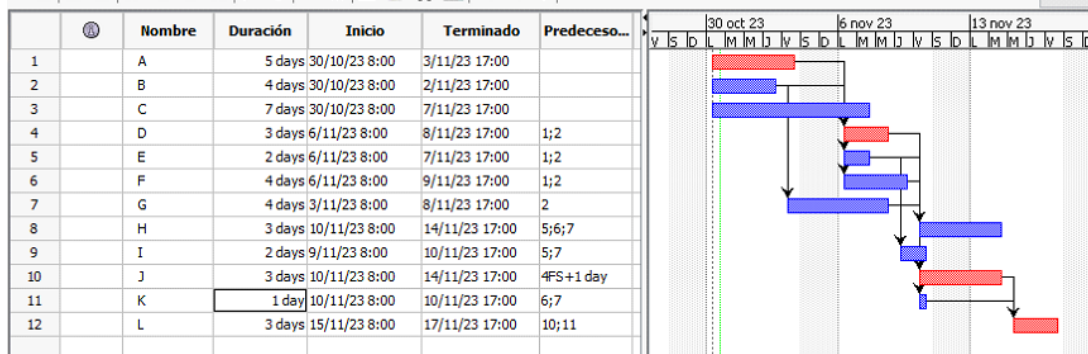 Nombre Duración Inicio Terminado Predeceso...
30 oct 23 6 nov 23 13 nov 23
V S D L M M J V S D L M M J V S D L M M J V S D
1 A 5 days 30/10/23 8:00 3/11/23 17:00
2 B 4 days 30/10/23 8:00 2/11/23 17:00
3 C 7 days 30/10/23 8:00 7/11/23 17:00
4 D 3 days 6/11/23 8:00 8/11/23 17:00 1;2
5 E 2 days 6/11/23 8:00 7/11/23 17:00 1;2
6 F 4 days 6/11/23 8:00 9/11/23 17:00 1;2
7 G 4 days 3/11/23 8:00 8/11/23 17:00 2
8 H 3 days 10/11/23 8:00 14/11/23 17:00 5;6;7
9 I 2 days 9/11/23 8:00 10/11/23 17:00 5;7
10 J 3 days 10/11/23 8:00 14/11/23 17:00 4FS+1 day
11 K 1 day 10/11/23 8:00 10/11/23 17:00 6;7
12 L 3 days 15/11/23 8:00 17/11/23 17:00 10;11